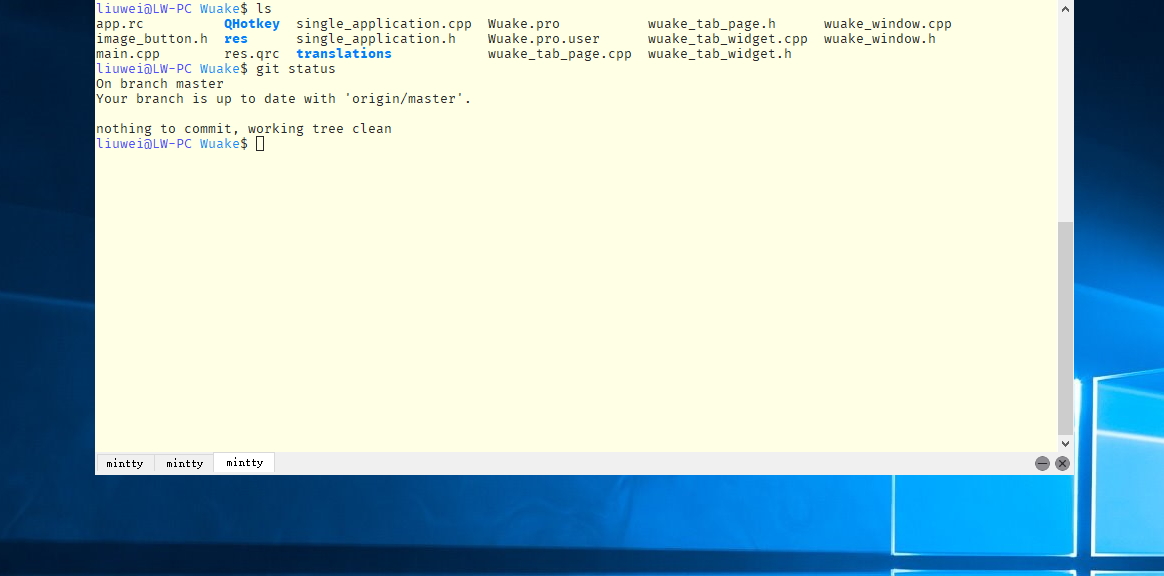 liuwei@LW-PC Wuake$ ls
app.rc          QHotkey  single_application.cpp  Wuake.pro           wuake_tab_page.h      wuake_window.cpp
image_button.h  res      single_application.h    Wuake.pro.user      wuake_tab_widget.cpp  wuake_window.h
main.cpp        res.qrc  translations            wuake_tab_page.cpp  wuake_tab_widget.h
liuwei@LW-PC Wuake$ git status
On branch master
Your branch is up to date with 'origin/master'.
nothing to commit, working tree clean
liuwei@LW-PC Wuake$
mintty mintty mintty